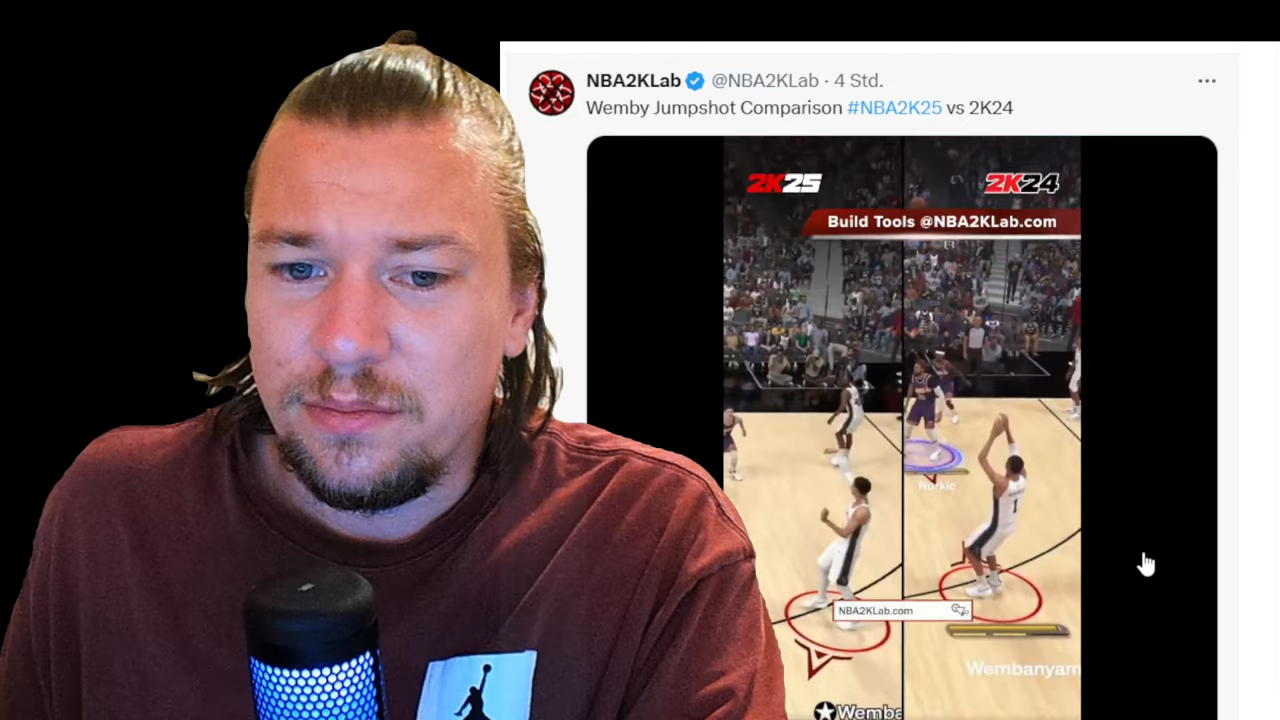 NBA2KLab @NBA2KLab · 4 Std.
Wemby Jumpshot Comparison #NBA2K25 vs 2K24
2K25
2K24
Build Tools @NBA2KLab.com
Nurkic
1
NBA2KLab.com
Wembanyam
Wemba